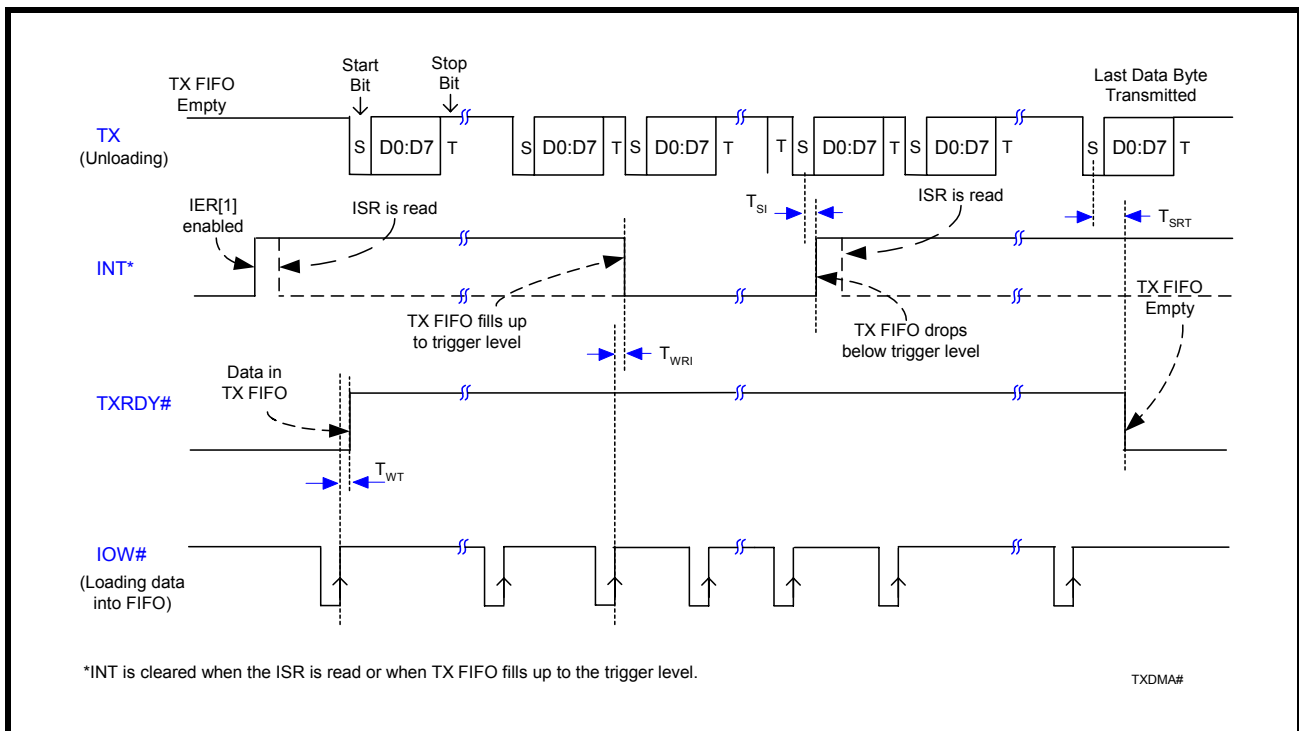 TX FIFO
Empty
Start
Bit
Stop
Bit
Last Data Byte
Transmitted
TX
(Unloading)
S D0:D7 T S D0:D7 T S D0:D7 T T S D0:D7 T S D0:D7 T S D0:D7 T
IER[1]
enabled
ISR is read
TSI
ISR is read
TSRT
INT*
TX FIFO fills up
to trigger level
TX FIFO drops
below trigger level
TX FIFO
Empty
TWRI
Data in
TX FIFO
TXRDY#
TWT
IOW#
(Loading data
into FIFO)
*INT is cleared when the ISR is read or when TX FIFO fills up to the trigger level.
TXDMA#